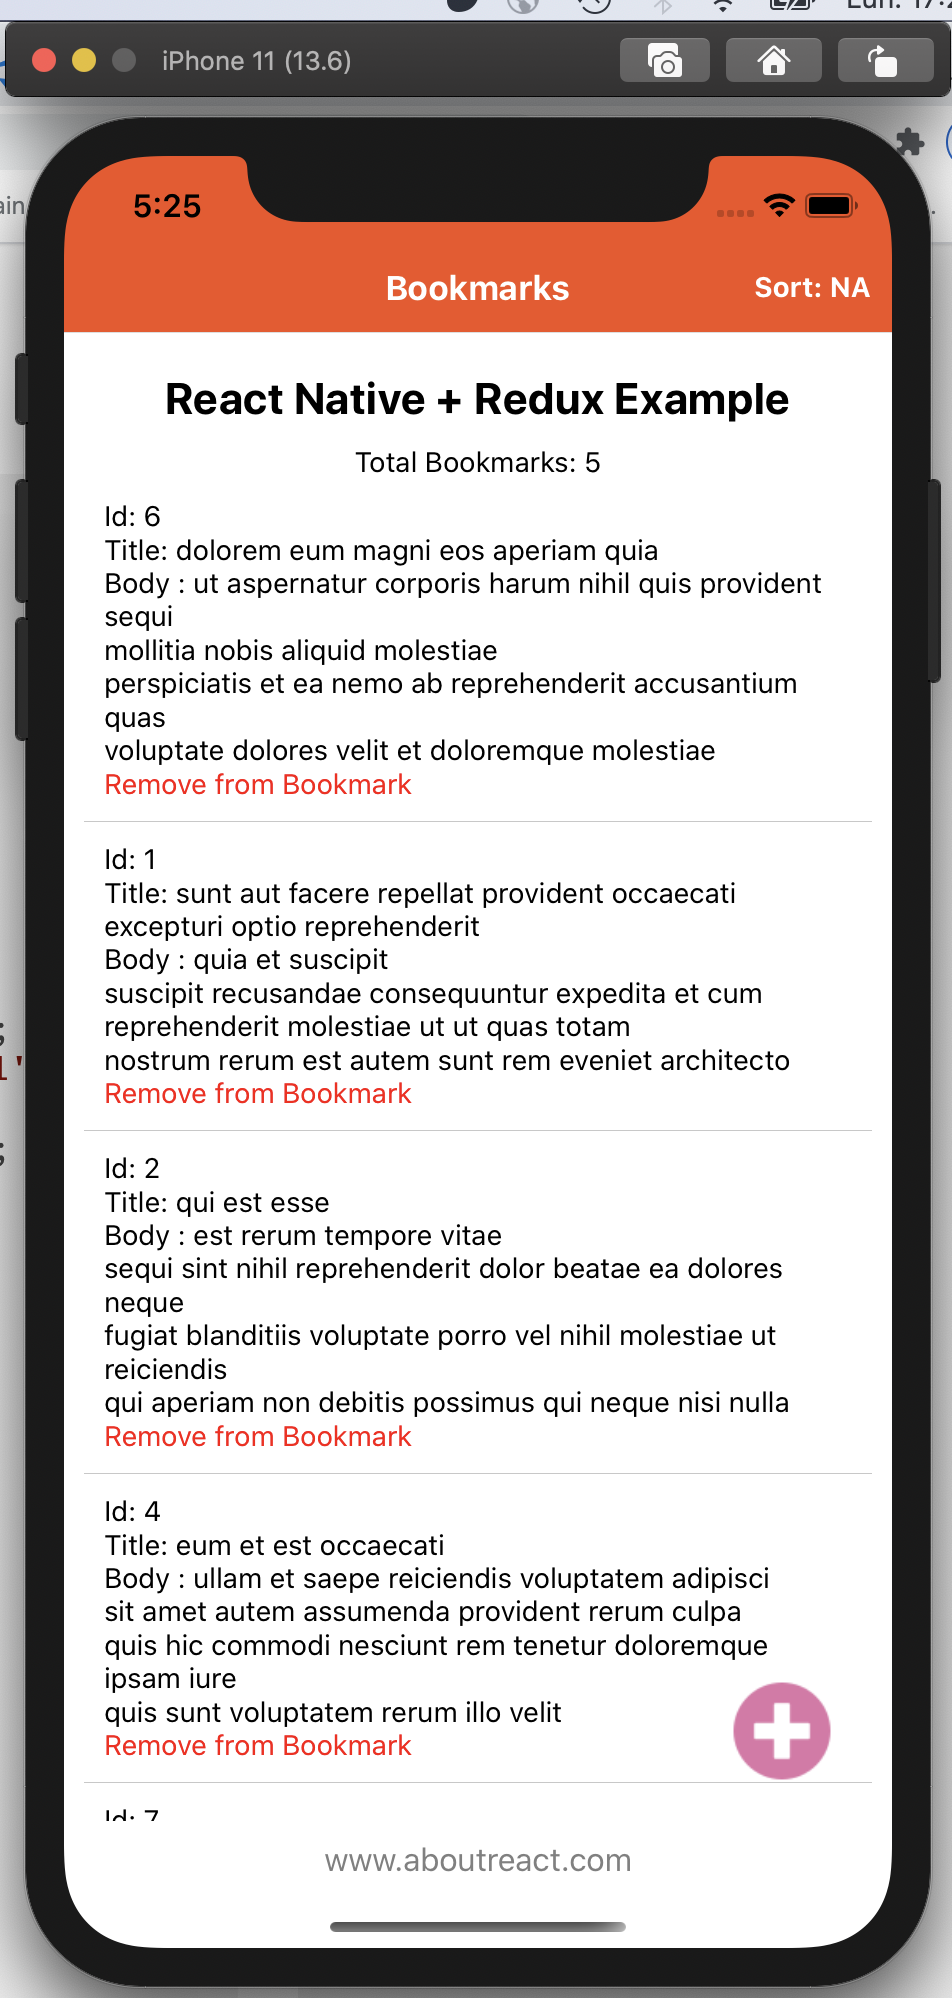 iPhone 11 (13.6)
5:25
Bookmarks
Sort: NA
React Native + Redux Example
Total Bookmarks: 5
Id: 6
Title: dolorem eum magni eos aperiam quia
Body : ut aspernatur corporis harum nihil quis provident
sequi
mollitia nobis aliquid molestiae
perspiciatis et ea nemo ab reprehenderit accusantium
quas
voluptate dolores velit et doloremque molestiae
Remove from Bookmark
Id: 1
Title: sunt aut facere repellat provident occaecati
excepturi optio reprehenderit
Body : quia et suscipit
suscipit recusandae consequuntur expedita et cum
reprehenderit molestiae ut ut quas totam
nostrum rerum est autem sunt rem eveniet architecto
Remove from Bookmark
Id: 2
Title: qui est esse
Body : est rerum tempore vitae
sequi sint nihil reprehenderit dolor beatae ea dolores
neque
fugiat blanditiis voluptate porro vel nihil molestiae ut
reiciendis
qui aperiam non debitis possimus qui neque nisi nulla
Remove from Bookmark
Id: 4
Title: eum et est occaecati
Body : ullam et saepe reiciendis voluptatem adipisci
sit amet autem assumenda provident rerum culpa
quis hic commodi nesciunt rem tenetur doloremque
ipsam iure
quis sunt voluptatem rerum illo velit
Remove from Bookmark
Id: 7
www.aboutreact.com